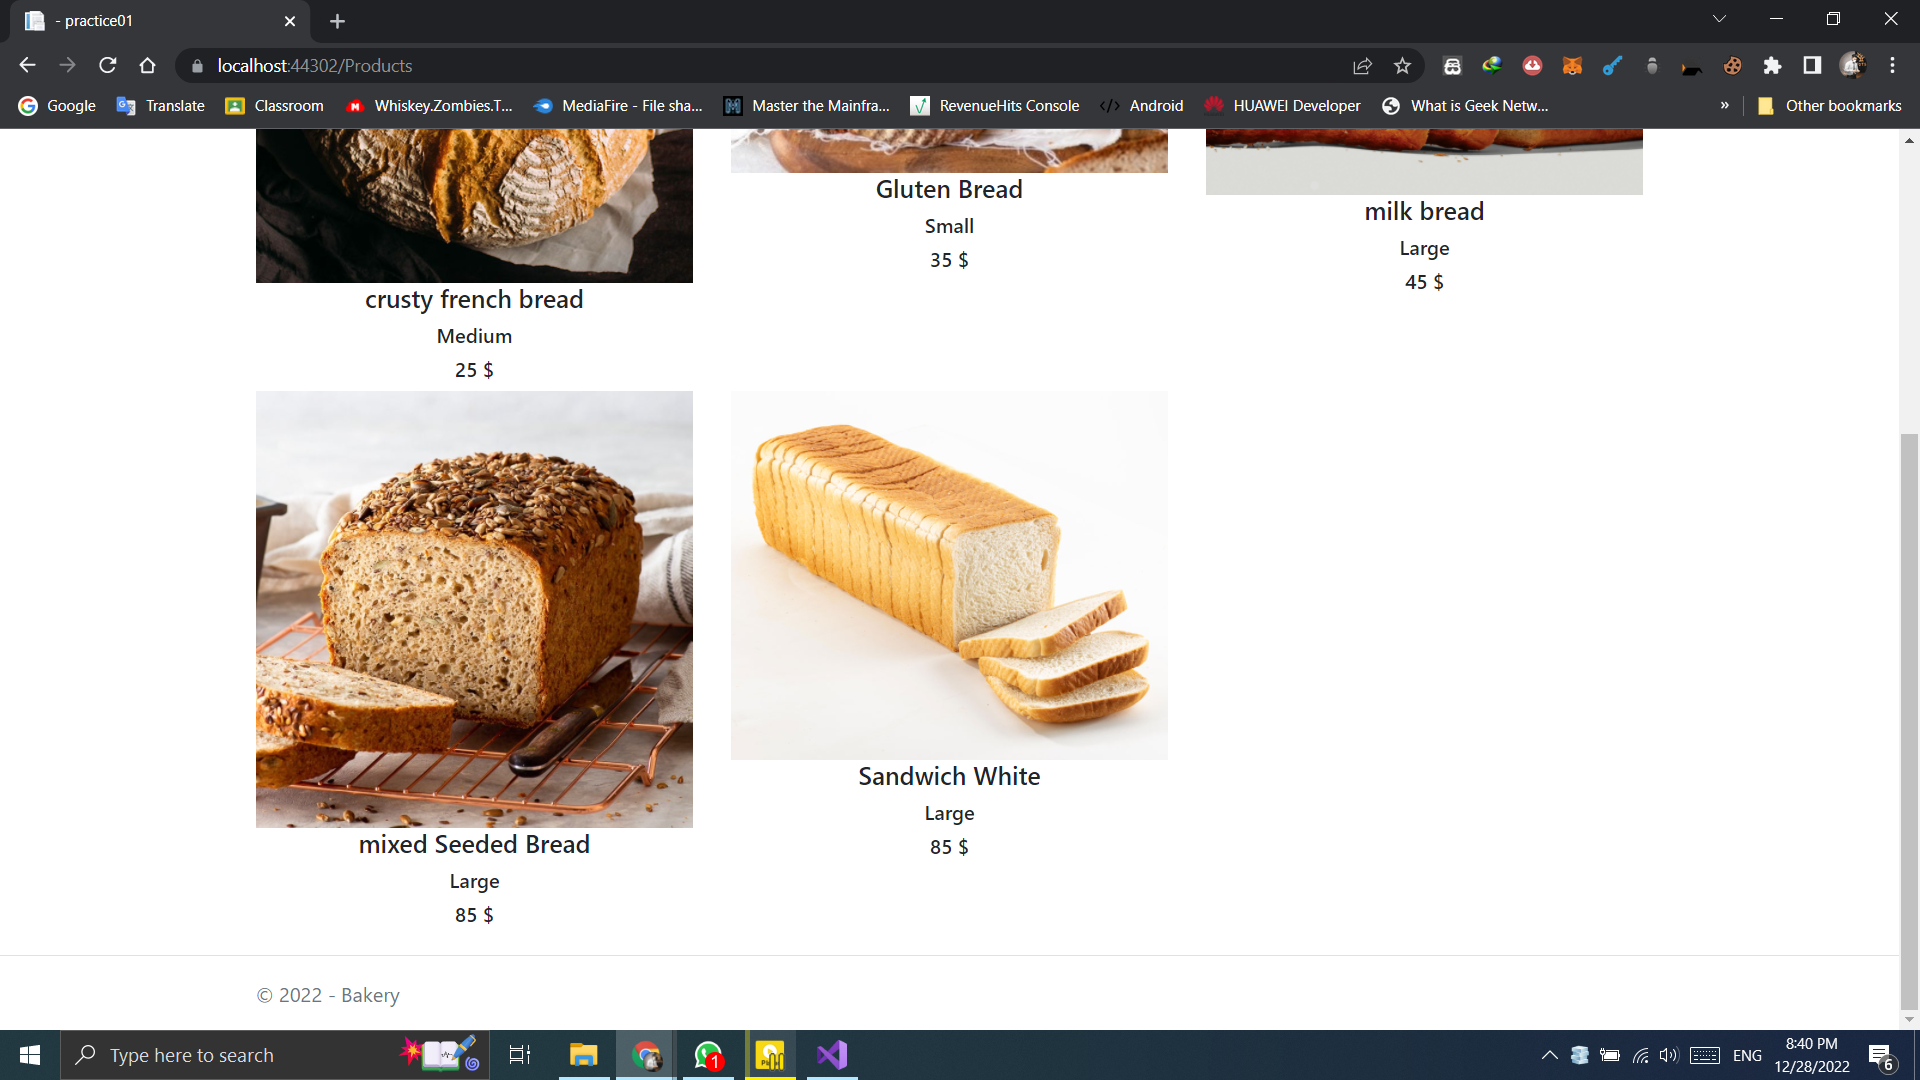 - practice01
localhost:44302/Products
Google
Translate
Classroom
Whiskey.Zombies.T...
MediaFire - File sha...
Master the Mainfra...
RevenueHits Console
Android
HUAWEI Developer
What is Geek Netw...
»
Other bookmarks
Gluten Bread
Small
35 $
milk bread
Large
45 $
crusty french bread
Medium
25 $
Sandwich White
Large
85 $
mixed Seeded Bread
Large
85 $
© 2022 - Bakery
Type here to search
1
ENG
8:40 PM
12/28/2022
6